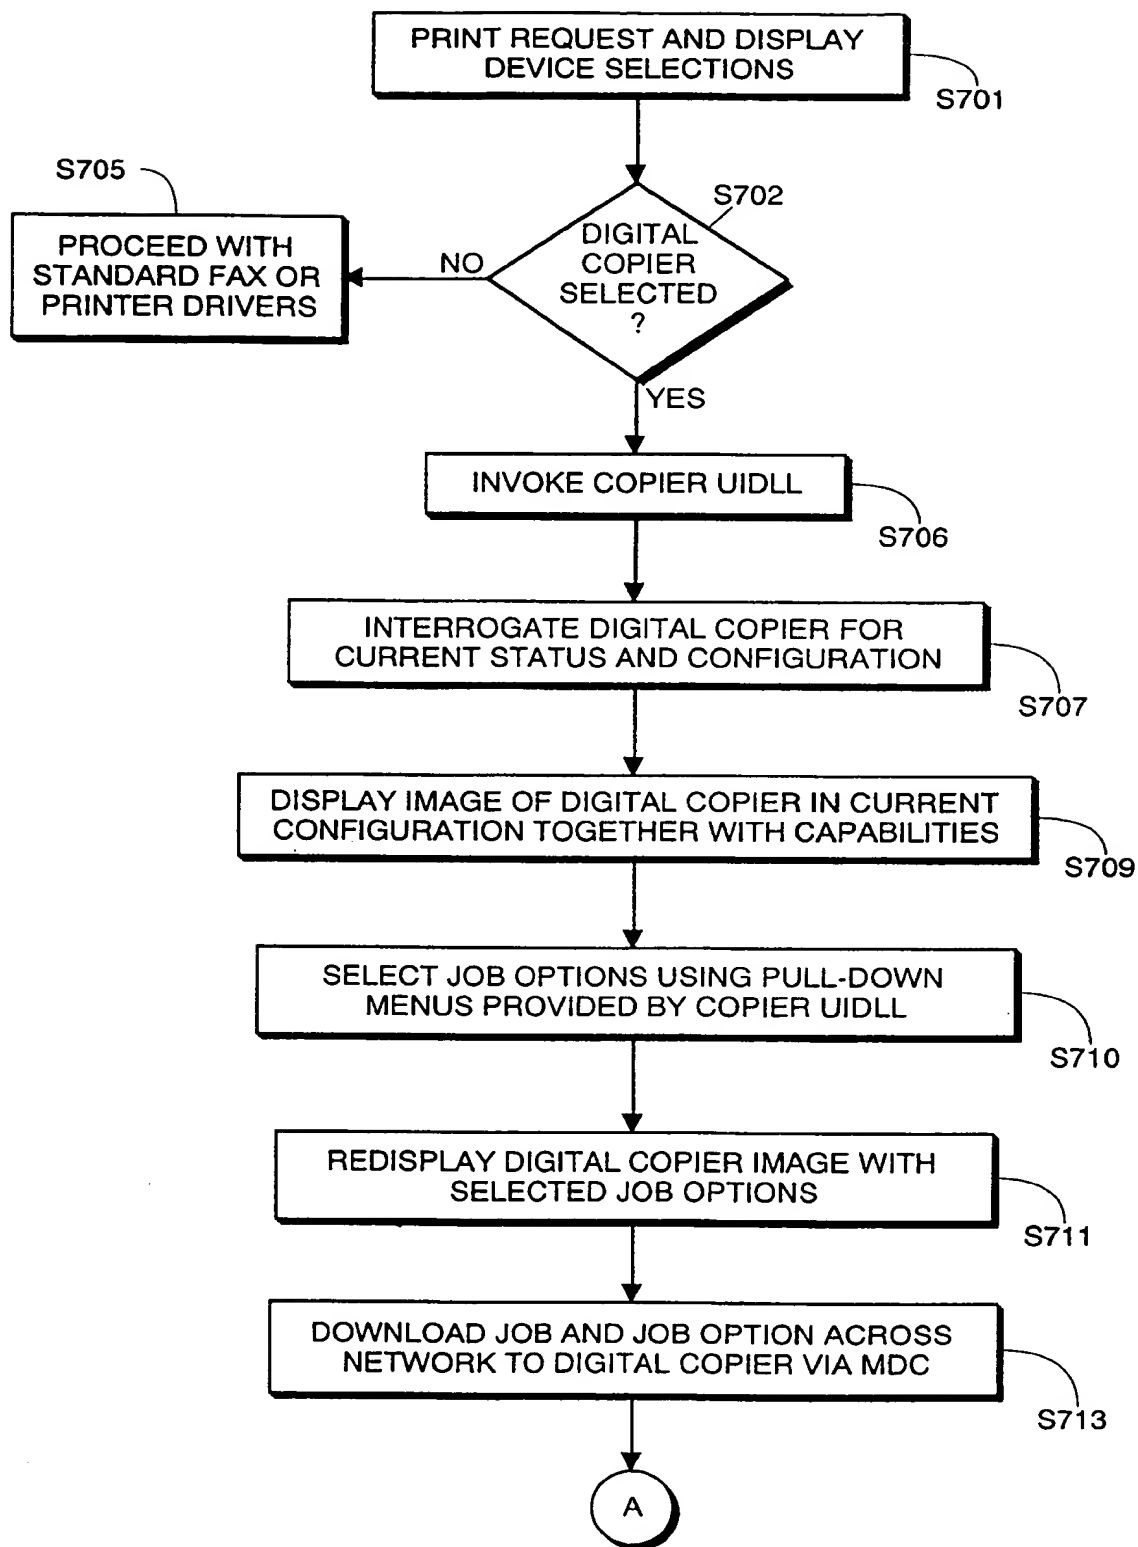 PRINT REQUEST AND DISPLAY
DEVICE SELECTIONS
S701
S705
S702
PROCEED WITH
STANDARD FAX OR
PRINTER DRIVERS
NO
DIGITAL
COPIER
SELECTED
?
YES
INVOKE COPIER UIDLL
S706
INTERROGATE DIGITAL COPIER FOR
CURRENT STATUS AND CONFIGURATION
S707
DISPLAY IMAGE OF DIGITAL COPIER IN CURRENT
CONFIGURATION TOGETHER WITH CAPABILITIES
S709
SELECT JOB OPTIONS USING PULL-DOWN
MENUS PROVIDED BY COPIER UIDLL
S710
REDISPLAY DIGITAL COPIER IMAGE WITH
SELECTED JOB OPTIONS
S711
DOWNLOAD JOB AND JOB OPTION ACROSS
NETWORK TO DIGITAL COPIER VIA MDC
S713
A